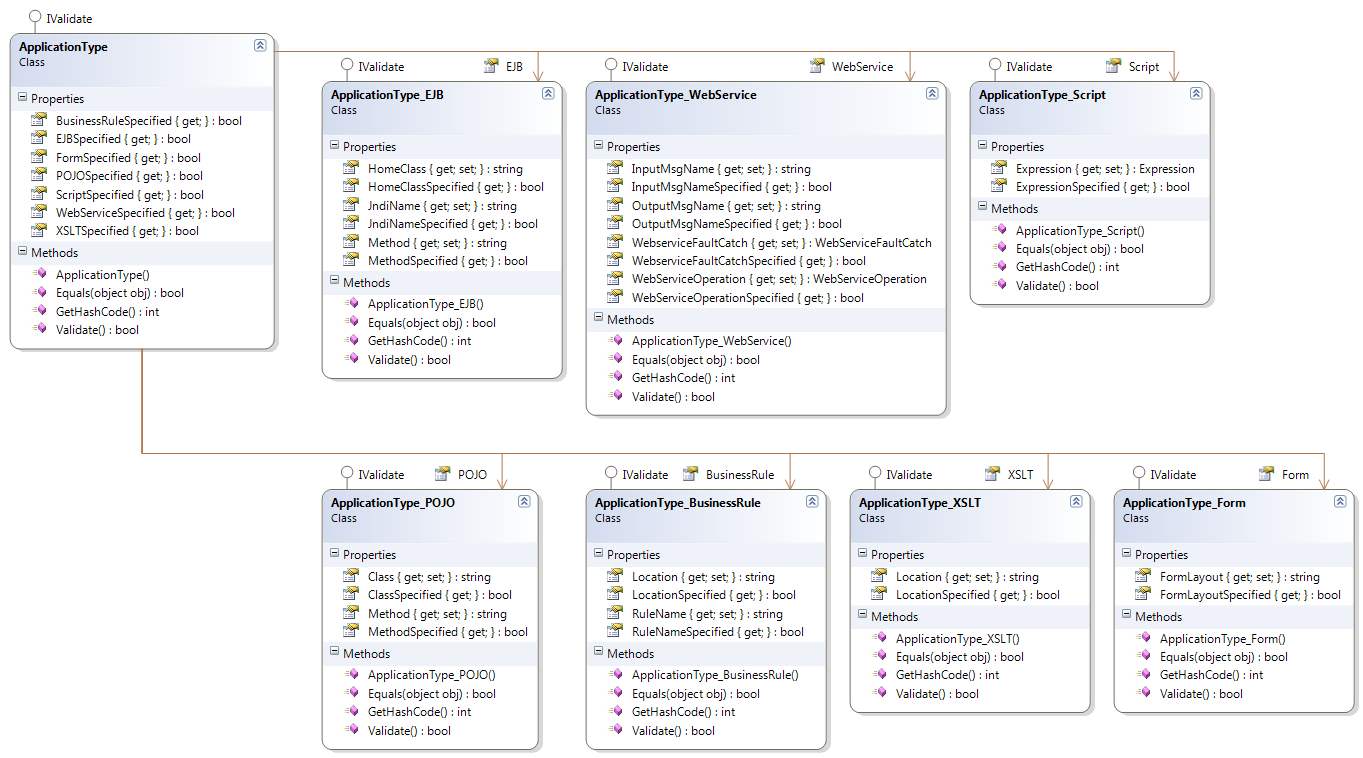 IValidate
ApplicationType
Class
Properties
BusinessRuleSpecified { get; } : bool
EJBSpecified { get; } : bool
FormSpecified { get; } : bool
POJOSpecified { get; } : bool
ScriptSpecified { get; } : bool
WebServiceSpecified { get; } : bool
XSLTSpecified { get; } : bool
Methods
ApplicationType()
Equals(object obj) : bool
GetHashCode() : int
Validate() : bool
IValidate
EJB
ApplicationType_EJB
Class
Properties
HomeClass { get; set; } : string
HomeClassSpecified { get; } : bool
JndiName { get; set; } : string
JndiNameSpecified { get; } : bool
Method { get; set; } : string
MethodSpecified { get; } : bool
Methods
ApplicationType_EJB()
Equals(object obj) : bool
GetHashCode() : int
Validate() : bool
IValidate
WebService
ApplicationType_WebService
Class
Properties
InputMsgName { get; set; } : string
InputMsgNameSpecified { get; } : bool
OutputMsgName { get; set; } : string
OutputMsgNameSpecified { get; } : bool
WebserviceFaultCatch { get; set; } : WebServiceFaultCatch
WebserviceFaultCatchSpecified { get; } : bool
WebServiceOperation { get; set; } : WebServiceOperation
WebServiceOperationSpecified { get; } : bool
Methods
ApplicationType_WebService()
Equals(object obj) : bool
GetHashCode() : int
Validate() : bool
IValidate
Script
ApplicationType_Script
Class
Properties
Expression { get; set; } : Expression
ExpressionSpecified { get; } : bool
Methods
ApplicationType_Script()
Equals(object obj) : bool
GetHashCode() : int
Validate() : bool
IValidate
POJO
ApplicationType_POJO
Class
Properties
Class { get; set; } : string
ClassSpecified { get; } : bool
Method { get; set; } : string
MethodSpecified { get; } : bool
Methods
ApplicationType_POJO()
Equals(object obj) : bool
GetHashCode() : int
Validate() : bool
IValidate
BusinessRule
ApplicationType_BusinessRule
Class
Properties
Location { get; set; } : string
LocationSpecified { get; } : bool
RuleName { get; set; } : string
RuleNameSpecified { get; } : bool
Methods
ApplicationType_BusinessRule()
Equals(object obj) : bool
GetHashCode() : int
Validate() : bool
IValidate
XSLT
ApplicationType_XSLT
Class
Properties
Location { get; set; } : string
LocationSpecified { get; } : bool
Methods
ApplicationType_XSLT()
Equals(object obj) : bool
GetHashCode() : int
Validate() : bool
IValidate
Form
ApplicationType_Form
Class
Properties
FormLayout { get; set; } : string
FormLayoutSpecified { get; } : bool
Methods
ApplicationType_Form()
Equals(object obj) : bool
GetHashCode() : int
Validate() : bool